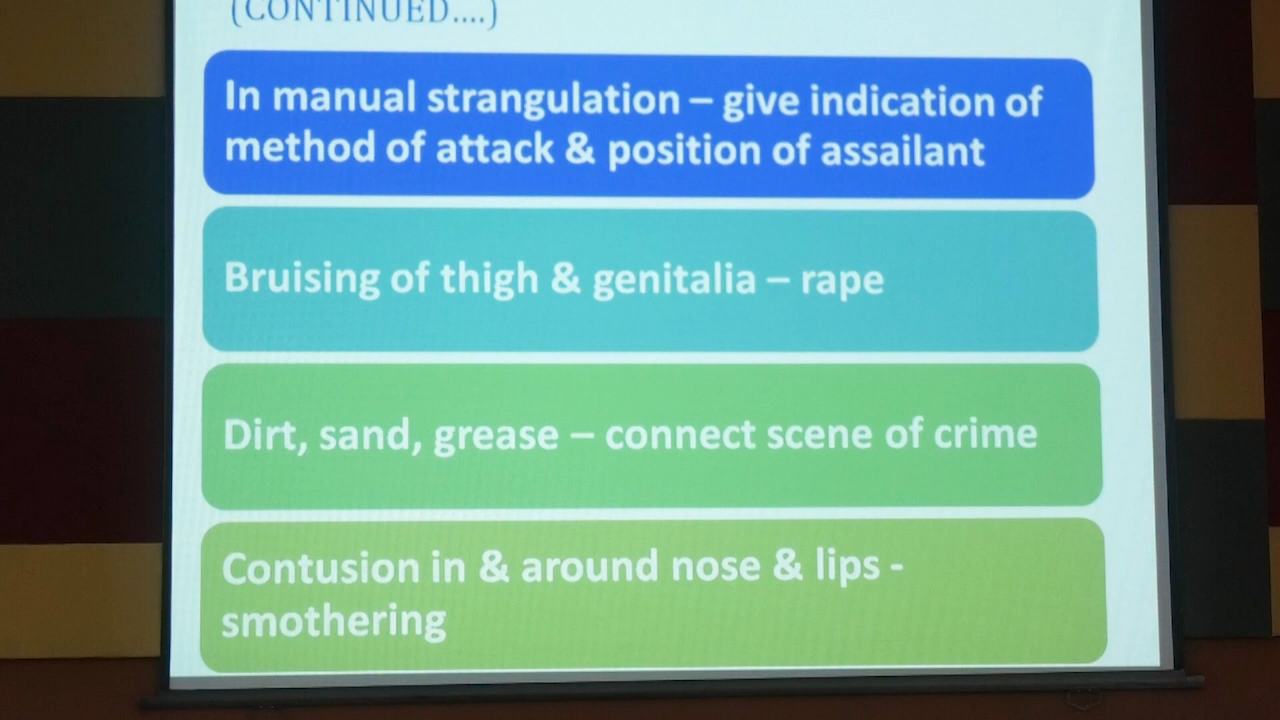 (CONTINUED....)
In manual strangulation – give indication of
method of attack & position of assailant
Bruising of thigh & genitalia – rape
Dirt, sand, grease – connect scene of crime
Contusion in & around nose & lips -
smothering